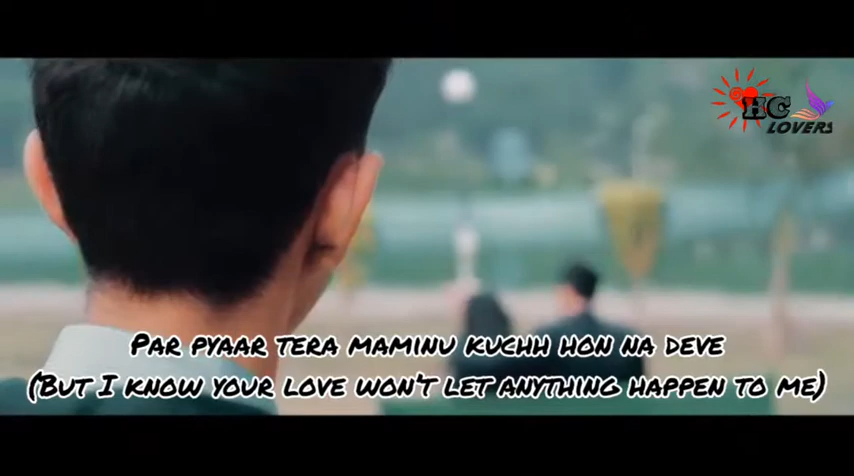 HC
LOVERS
PAR PYAAR TERA MAMINU KUCHH HON NA DEVE
(BUT I KNOW YOUR LOVE WON'T LET ANYTHING HAPPEN TO ME)